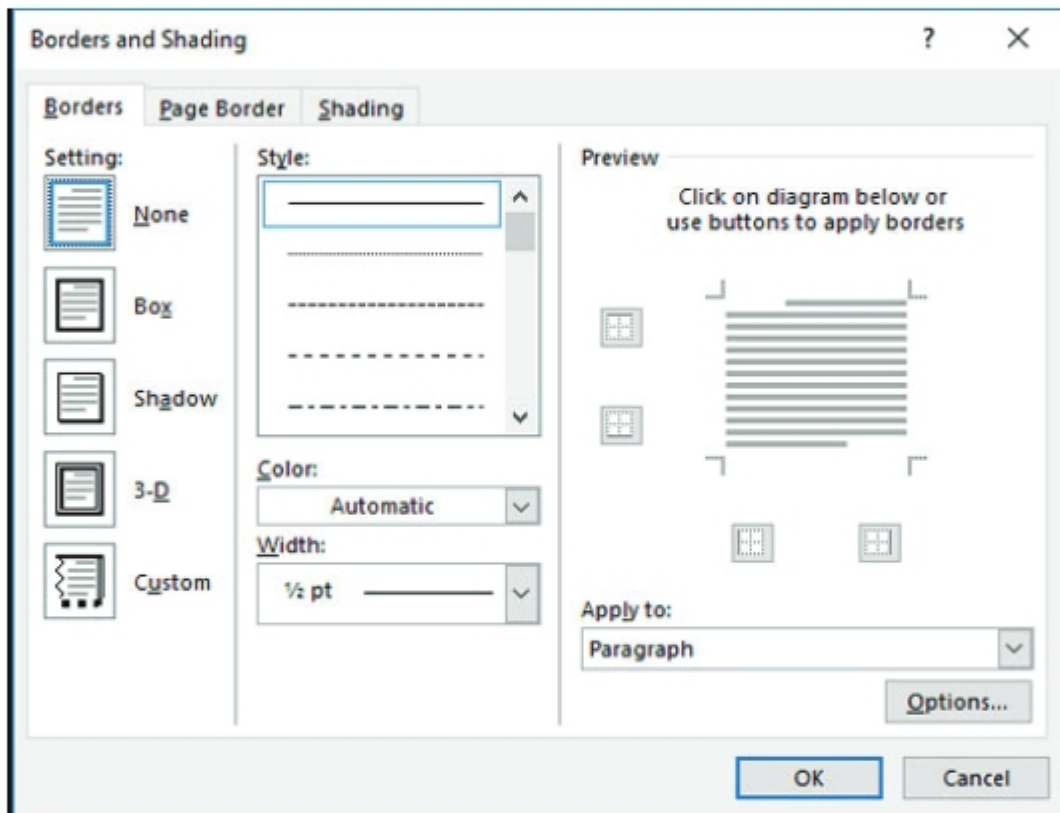 Borders and Shading
?
Borders
Page Border
Shading
Setting:
None
Box
Shadow
3-D
Custom
Style:
Color:
Automatic
Width:
½ pt
Preview
Click on diagram below or
use buttons to apply borders
Apply to:
Paragraph
Options...
OK
Cancel